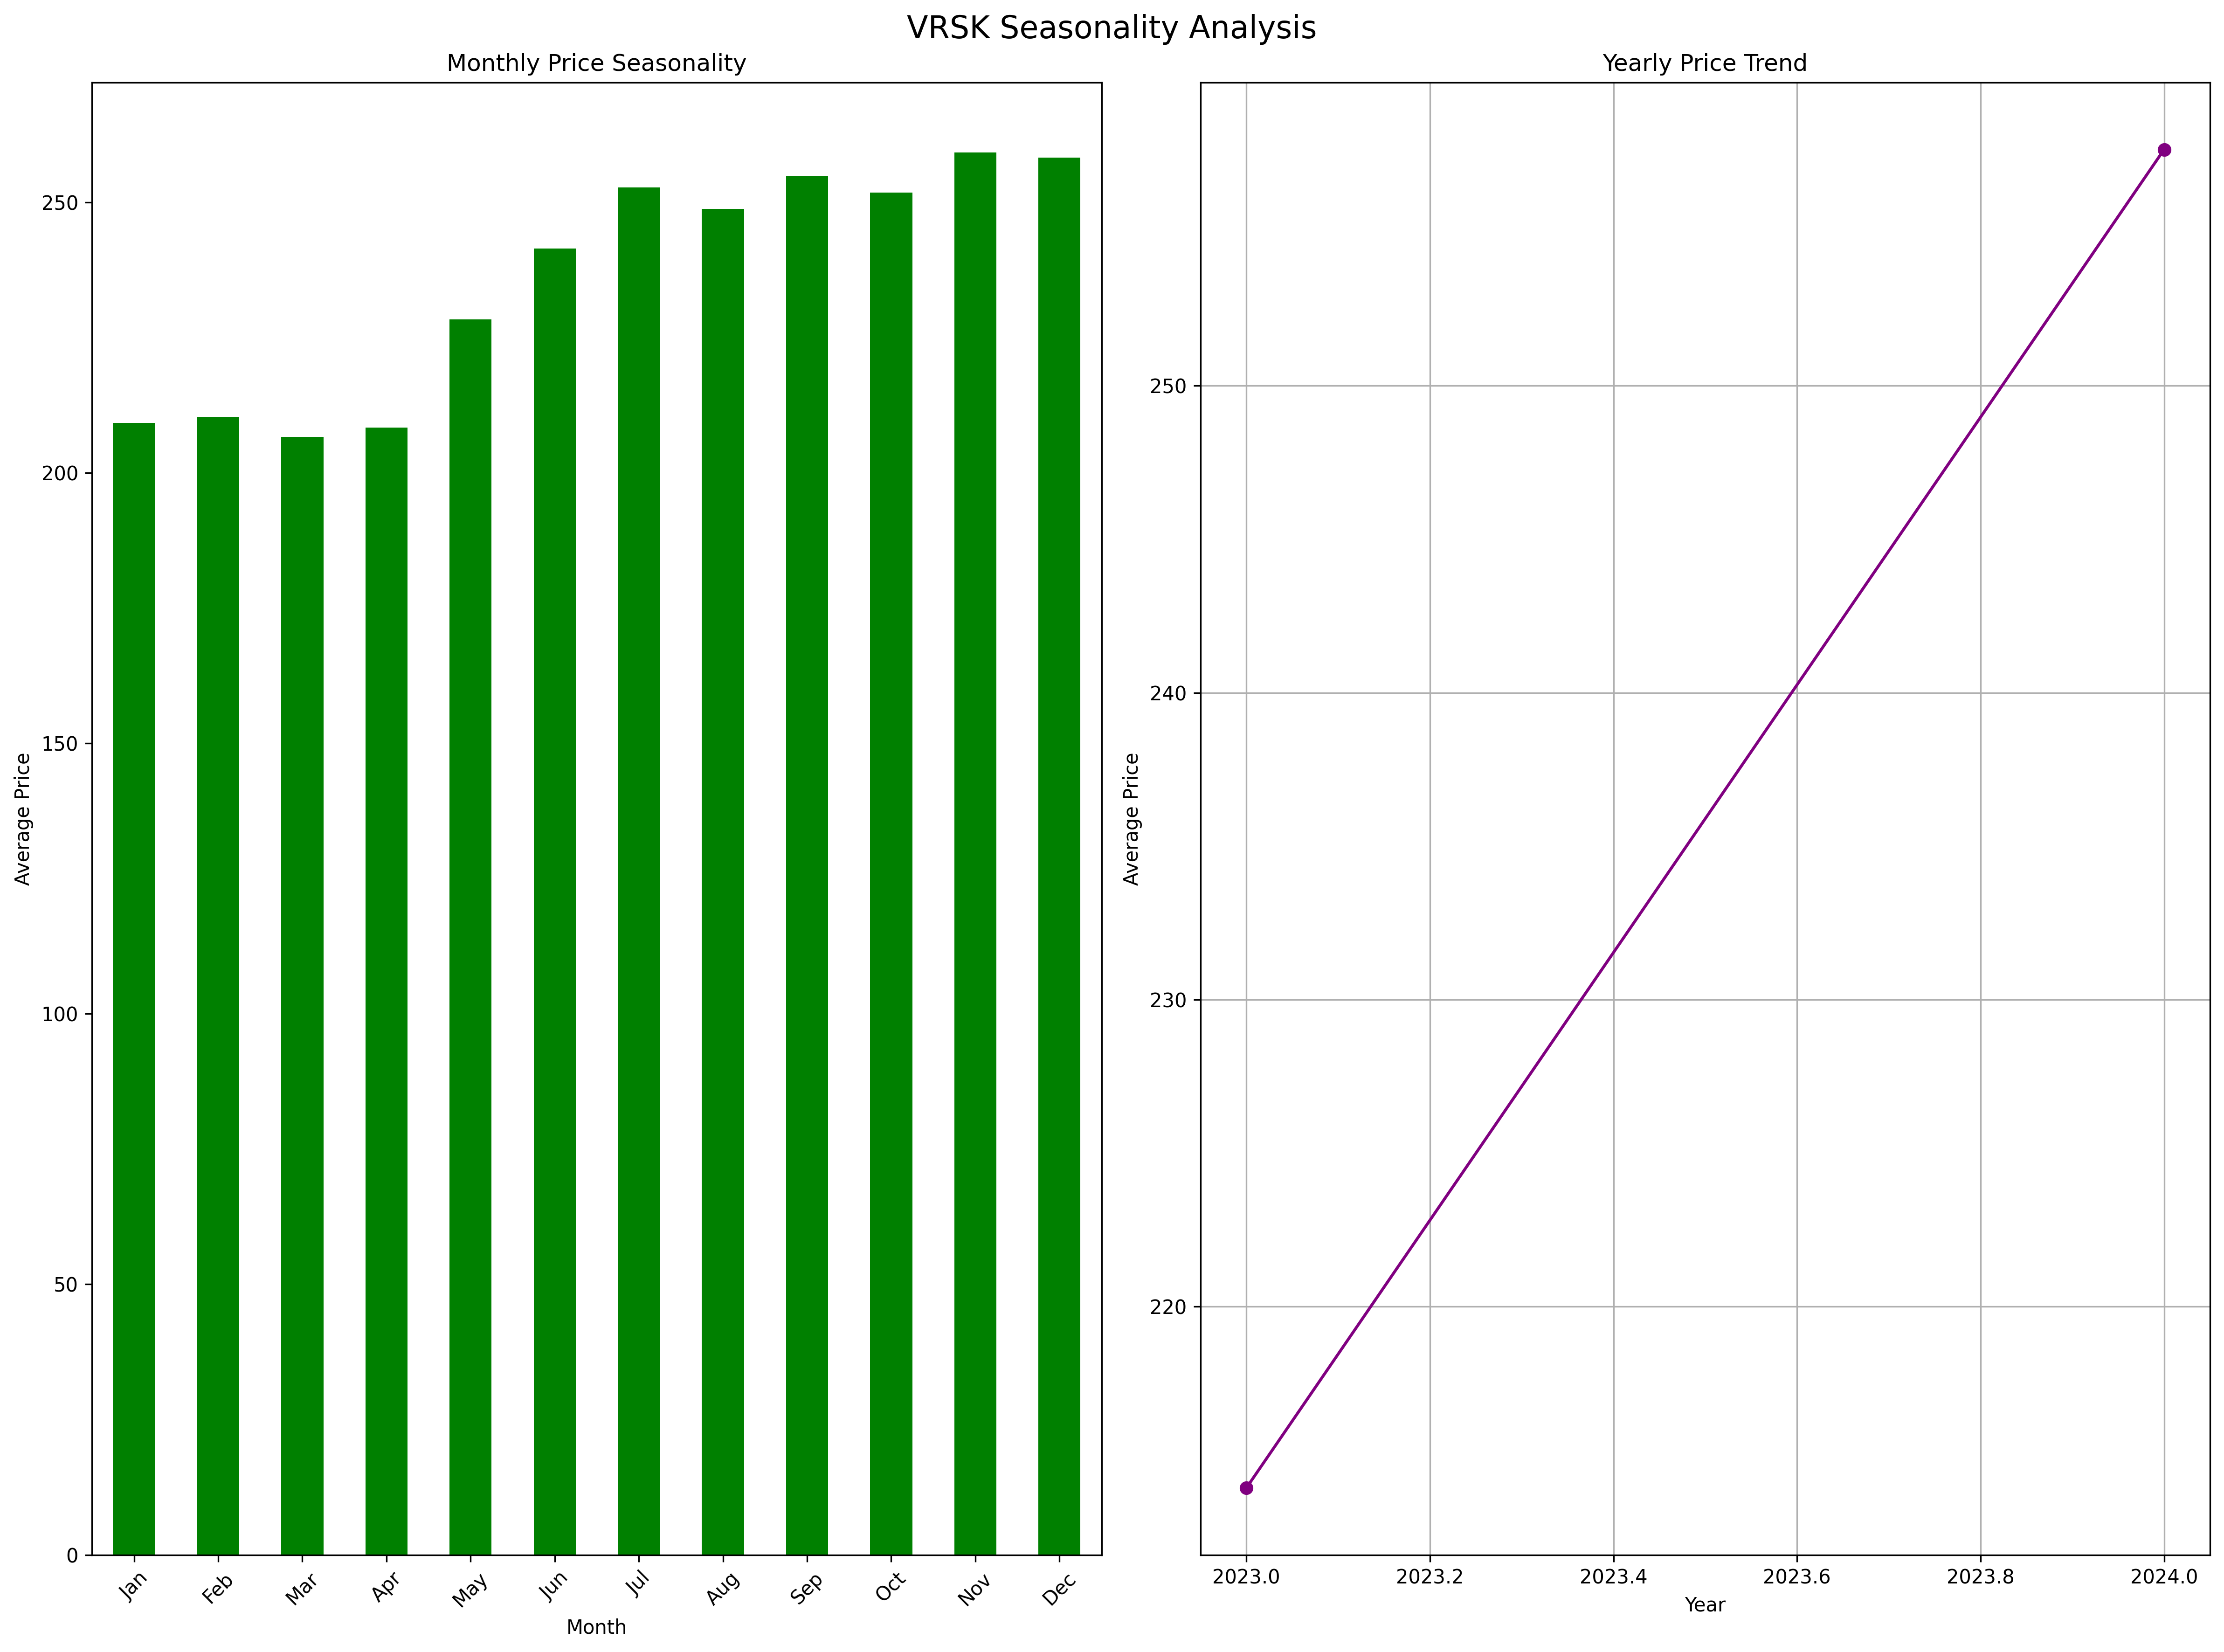 VRSK Seasonality Analysis
Monthly Price Seasonality
Average Price
250
200
150
100
50
0
Jan
Feb
Mar
Apr
May
Jun
Jul
Aug
Sep
Oct
Nov
Dec
Month
Yearly Price Trend
Average Price
250
240
230
220
2023.0
2023.2
2023.4
2023.6
2023.8
2024.0
Year